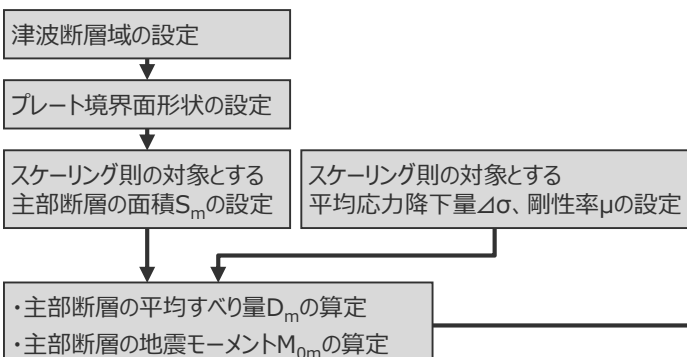 津波断層域の設定
プレート境界面形状の設定
スケーリング則の対象とする
主部断層の面積Smの設定
スケーリング則の対象とする
平均応力降下量⊿σ、剛性率μの設定
・主部断層の平均すべり量Dmの算定
・主部断層の地震モーメントM0mの算定